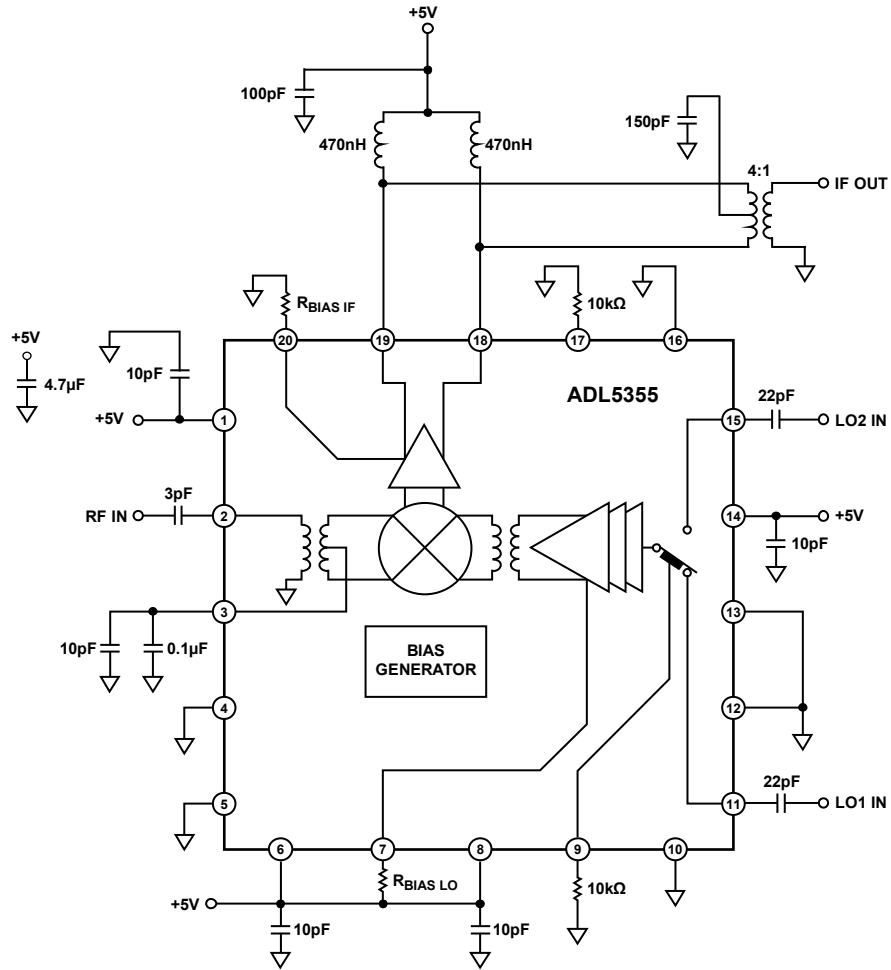 +5V
100pF
470nH
470nH
150pF
4:1
IF OUT
R_BIAS IF
10kΩ
+5V
4.7µF
10pF
20
19
18
17
16
ADL5355
+5V
1
22pF
15
LO2 IN
3pF
RF IN
2
14
+5V
10pF
3
13
10pF
0.1µF
BIAS
GENERATOR
4
12
5
22pF
11
LO1 IN
6
7
8
9
10
R_BIAS LO
10kΩ
+5V
10pF
10pF